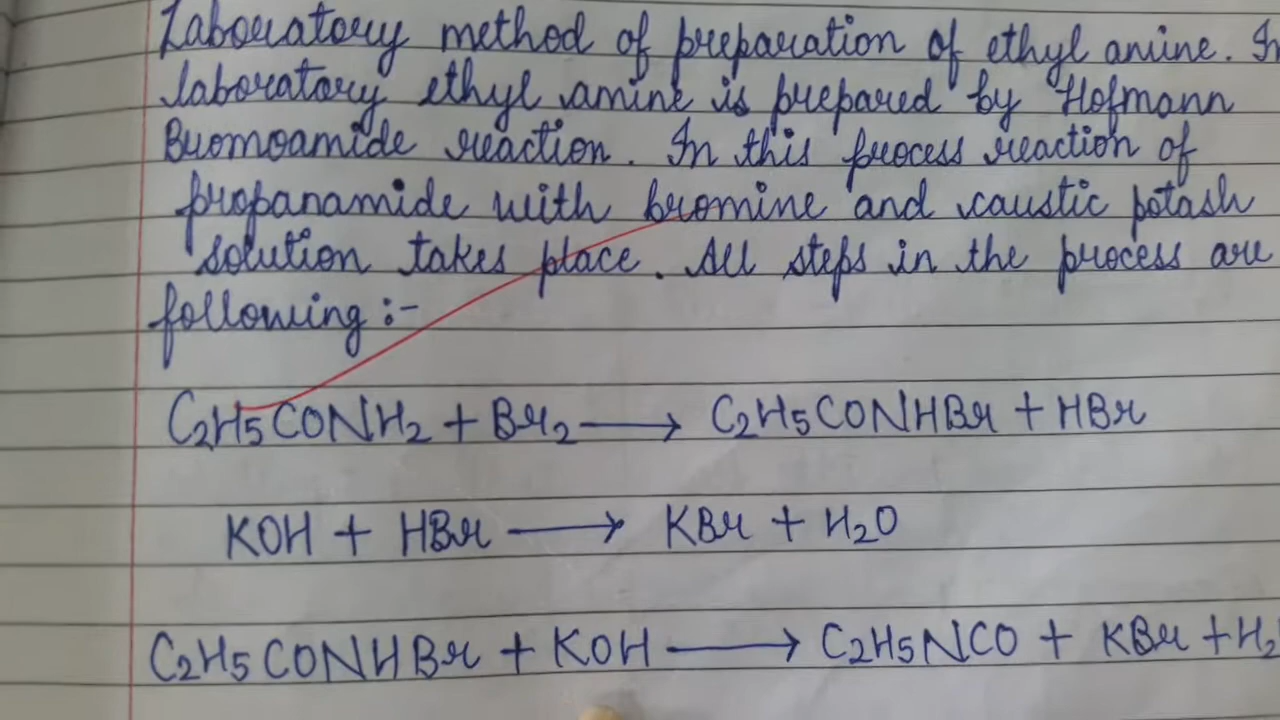 Laboratory method of preparation of ethyl amine. In
laboratory ethyl amine is prepared by Hofmann
Bromoamide reaction. In this process reaction of
propanamide with bromine and caustic potash
solution takes place. All steps in the process are
following :-
C2H5CONH2 + Br2 ⟶ C2H5CONHBr + HBr
KOH + HBr ⟶ KBr + H2O
C2H5CONHBr + KOH ⟶ C2H5NCO + KBr + H2